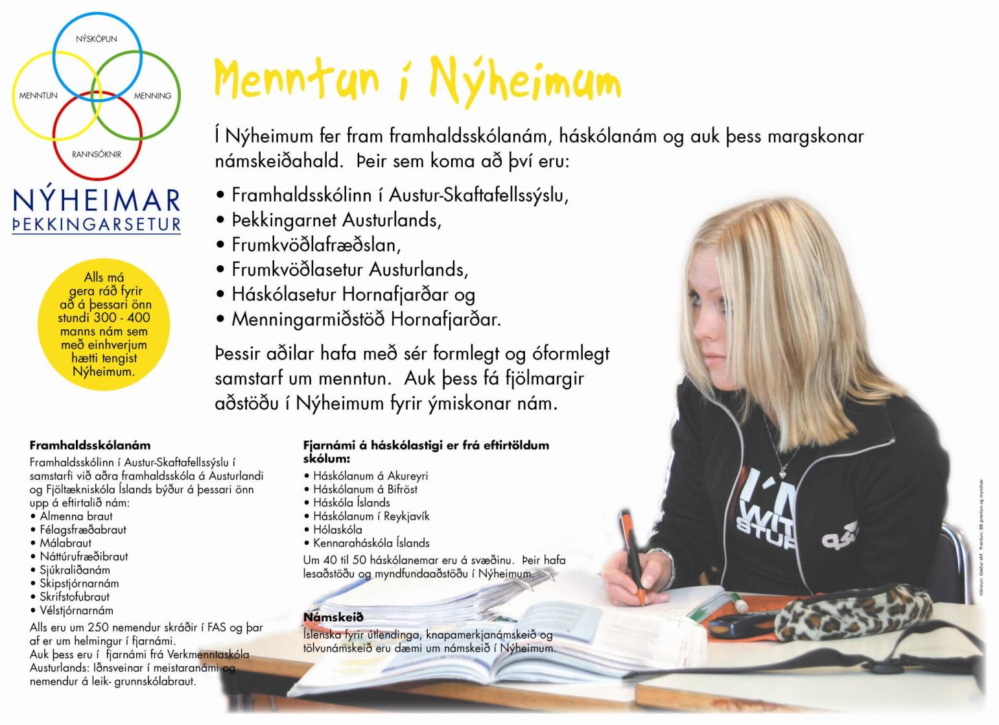 NÝSKÖPUN
MENNTUN
MENNING
RANNSÓKNIR
NÝHEIMAR
ÞEKKINGARSETUR
Alls má
gera ráð fyrir
að á þessari önn
stundi 300 - 400
manns nám sem
með einhverjum
hætti tengist
Nýheimum.
Menntun í Nýheimum
Í Nýheimum fer fram framhaldsskólanám, háskólanám og auk þess margskonar
námskeiðahald. Þeir sem koma að því eru:
• Framhaldsskólinn í Austur-Skaftafellssýslu,
• Þekkingarnet Austurlands,
• Frumkvöðlafræðslan,
• Frumkvöðlasetur Austurlands,
• Háskólasetur Hornafjarðar og
• Menningarmiðstöð Hornafjarðar.
Þessir aðilar hafa með sér formlegt og óformlegt
samstarf um menntun. Auk þess fá fjölmargir
aðstöðu í Nýheimum fyrir ýmiskonar nám.
Framhaldsskólanám
Framhaldsskólinn í Austur-Skaftafellssýslu í
samstarfi við aðra framhaldsskóla á Austurlandi
og Fjöltækniskóla Íslands býður á þessari önn
upp á eftirtalið nám:
• Almenna braut
• Félagsfræðabraut
• Málabraut
• Náttúrufræðibraut
• Sjúkraliðanám
• Skipstjórnarnám
• Skrifstofubraut
• Vélstjórnarnám
Alls eru um 250 nemendur skráðir í FAS og þar
af er um helmingur í fjarnámi.
Auk þess eru í fjarnámi frá Verkmenntaskóla
Austurlands: Iðnsveinar í meistaranámi og
nemendur á leik- grunnskólabraut.
Fjarnámi á háskólastigi er frá eftirtöldum
skólum:
• Háskólanum á Akureyri
• Háskólanum á Bifröst
• Háskóla Íslands
• Háskólanum í Reykjavík
• Hólaskóla
• Kennaraháskóla Íslands
Um 40 til 50 háskólanemar eru á svæðinu. Þeir hafa
lesaðstöðu og myndfundaaðstöðu í Nýheimum.
Námskeið
Íslenska fyrir útlendinga, knapamerkjanámskeið og
tölvunámskeið eru dæmi um námskeið í Nýheimum.
I´M
WIT
STUP
Hönnun: Galdur ehf. Prentun: BB prentun og myndver